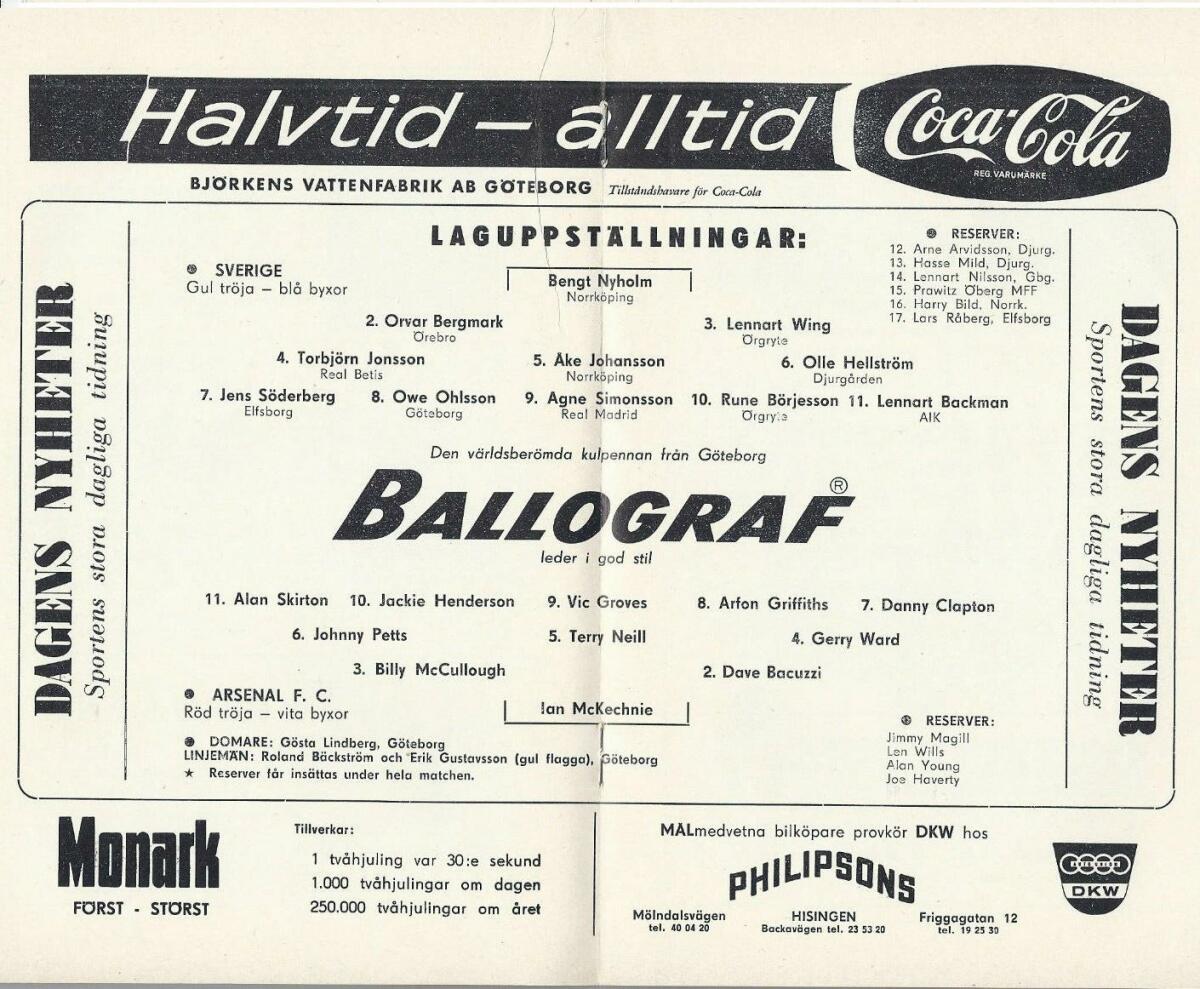 Halvtid – alltid
Coca-Cola
REG. VARUMÄRKE
BJÖRKENS VATTENFABRIK AB GÖTEBORG Tillståndshavare för Coca-Cola
DAGENS NYHETER
Sportens stora dagliga tidning
LAGUPPSTÄLLNINGAR:
SVERIGE
Gul tröja – blå byxor
RESERVER:
12. Arne Arvidsson, Djurg.
13. Hasse Mild, Djurg.
14. Lennart Nilsson, Gbg.
15. Prawitz Öberg MFF
16. Harry Bild, Norrk.
17. Lars Råberg, Elfsborg
Bengt Nyholm
Norrköping
2. Orvar Bergmark 3. Lennart Wing
Örebro Örgryte
4. Torbjörn Jonsson 5. Åke Johansson 6. Olle Hellström
Real Betis Norrköping Djurgården
7. Jens Söderberg 8. Owe Ohlsson 9. Agne Simonsson 10. Rune Börjesson 11. Lennart Backman
Elfsborg Göteborg Real Madrid Örgryte AIK
Den världsberömda kulpennan från Göteborg
BALLOGRAF ®
leder i god stil
11. Alan Skirton 10. Jackie Henderson 9. Vic Groves 8. Arfon Griffiths 7. Danny Clapton
6. Johnny Petts 5. Terry Neill 4. Gerry Ward
3. Billy McCullough 2. Dave Bacuzzi
ARSENAL F. C.
Röd tröja – vita byxor
Ian McKechnie
DOMARE: Gösta Lindberg, Göteborg
LINJEMÄN: Roland Bäckström och Erik Gustavsson (gul flagga), Göteborg
★ Reserver får insättas under hela matchen.
RESERVER:
Jimmy Magill
Len Wills
Alan Young
Joe Haverty
DAGENS NYHETER
Sportens stora dagliga tidning
Monark
FÖRST - STÖRST
Tillverkar:
1 tvåhjuling var 30:e sekund
1.000 tvåhjulingar om dagen
250.000 tvåhjulingar om året
MÅLmedvetna bilköpare provkör DKW hos
PHILIPSONS
Mölndalsvägen HISINGEN Friggagatan 12
tel. 40 04 20 Backavägen tel. 23 53 20 tel. 19 25 30
DKW